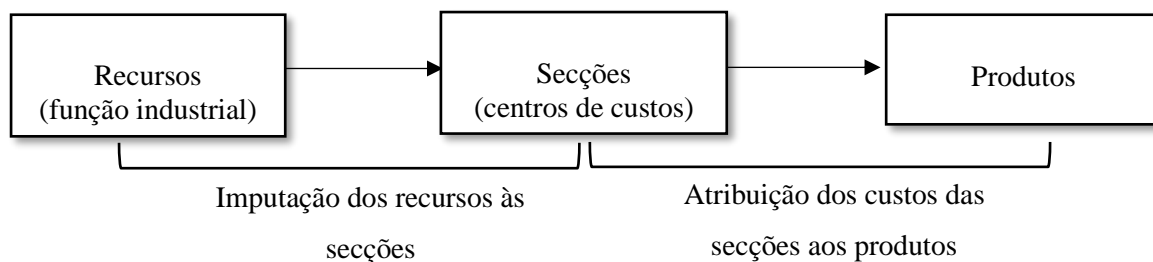 Recursos
(função industrial)
Secções
(centros de custos)
Produtos
Imputação dos recursos às
secções
Atribuição dos custos das
secções aos produtos